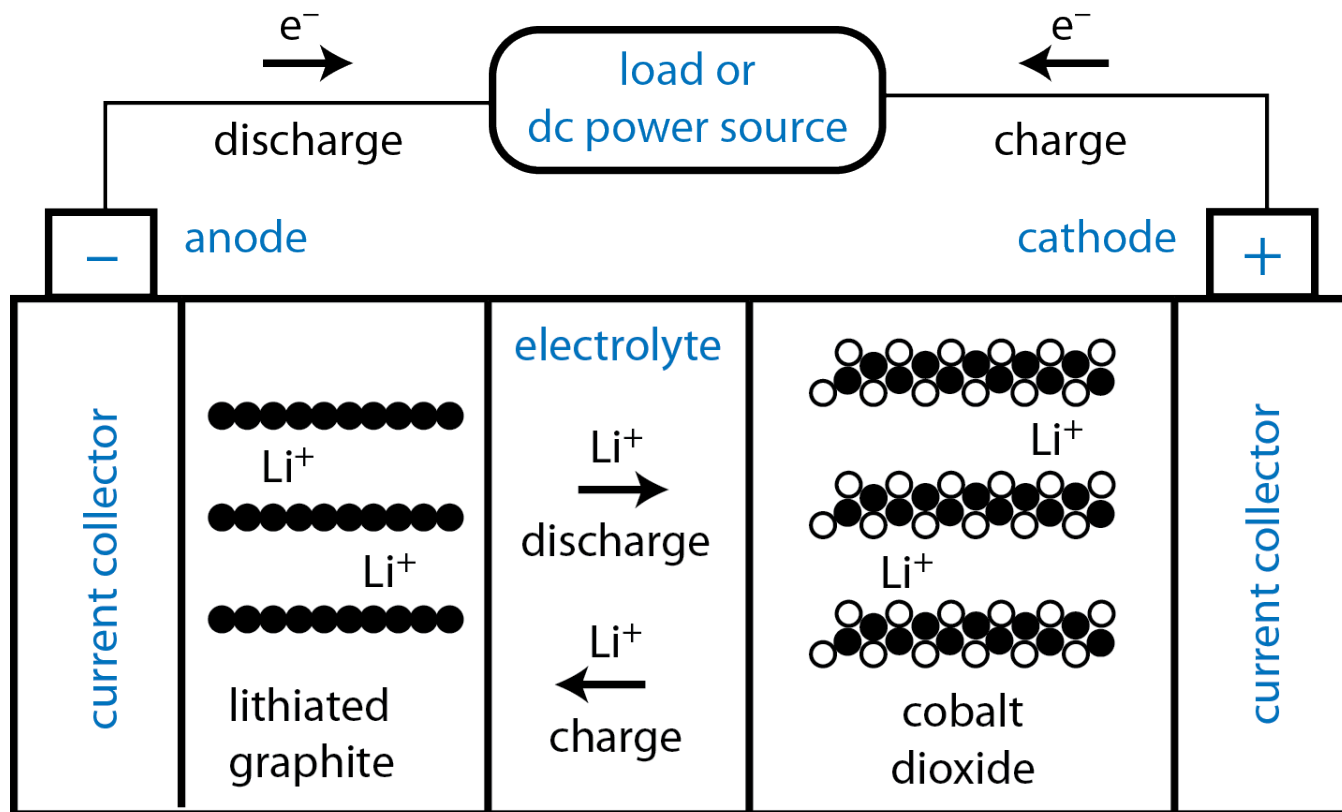 e⁻
e⁻
load or
dc power source
discharge
charge
−
anode
cathode
+
current collector
Li⁺
Li⁺
lithiated
graphite
electrolyte
Li⁺
discharge
Li⁺
charge
Li⁺
Li⁺
cobalt
dioxide
current collector